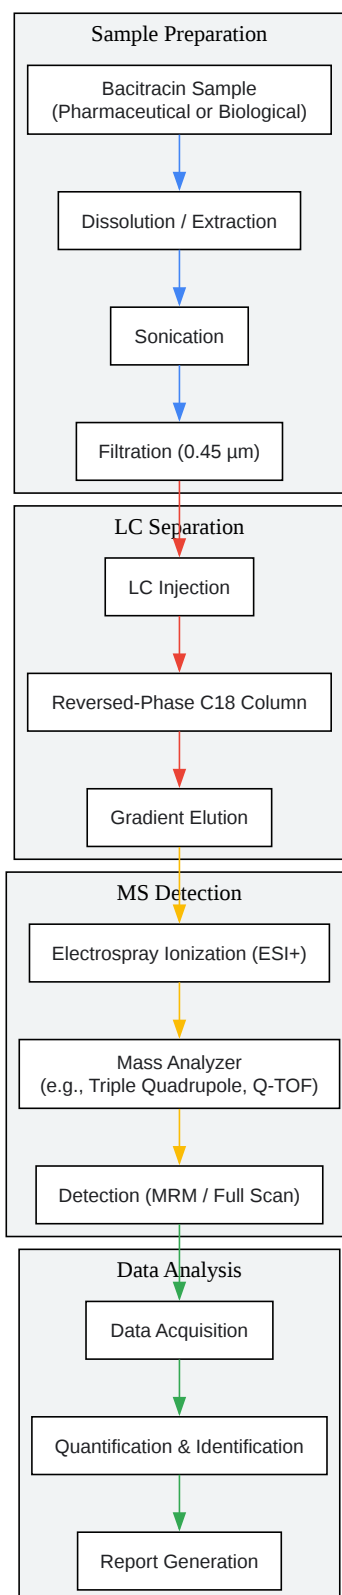 Sample Preparation
Bacitracin Sample
(Pharmaceutical or Biological)
Dissolution / Extraction
Sonication
Filtration (0.45 µm)
LC Separation
LC Injection
Reversed-Phase C18 Column
Gradient Elution
MS Detection
Electrospray Ionization (ESI+)
Mass Analyzer
(e.g., Triple Quadrupole, Q-TOF)
Detection (MRM / Full Scan)
Data Analysis
Data Acquisition
Quantification & Identification
Report Generation